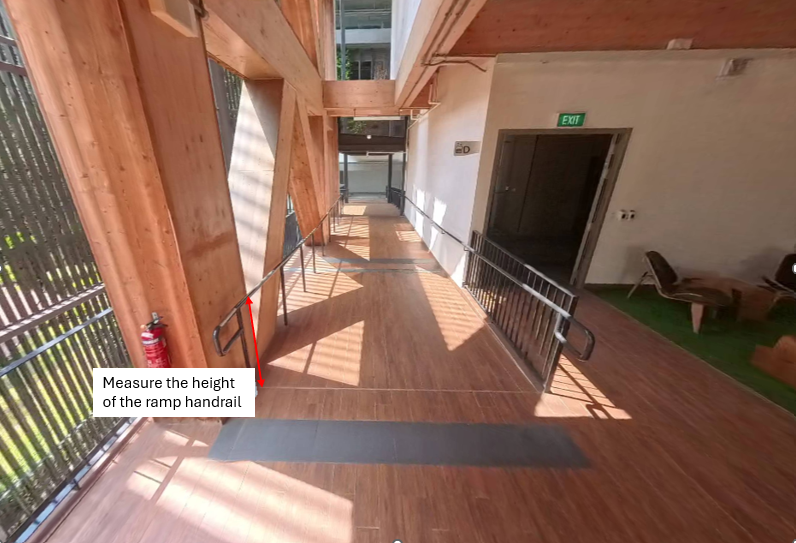 EXIT
D
Measure the height
of the ramp handrail